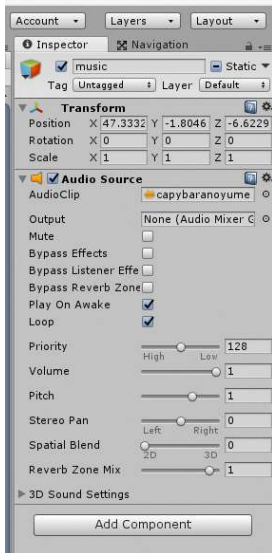 Account Layers Layout
Inspector Navigation
music Static
Tag Untagged Layer Default
Transform
Position X 47.3332 Y -1.8046 Z -6.6229
Rotation X 0 Y 0 Z 0
Scale X 1 Y 1 Z 1
Audio Source
AudioClip capybaranoyume
Output None (Audio Mixer G
Mute
Bypass Effects
Bypass Listener Effe
Bypass Reverb Zone
Play On Awake
Loop
Priority 128
High Low
Volume 1
Pitch 1
Stereo Pan 0
Left Right
Spatial Blend 0
2D 3D
Reverb Zone Mix 1
3D Sound Settings
Add Component